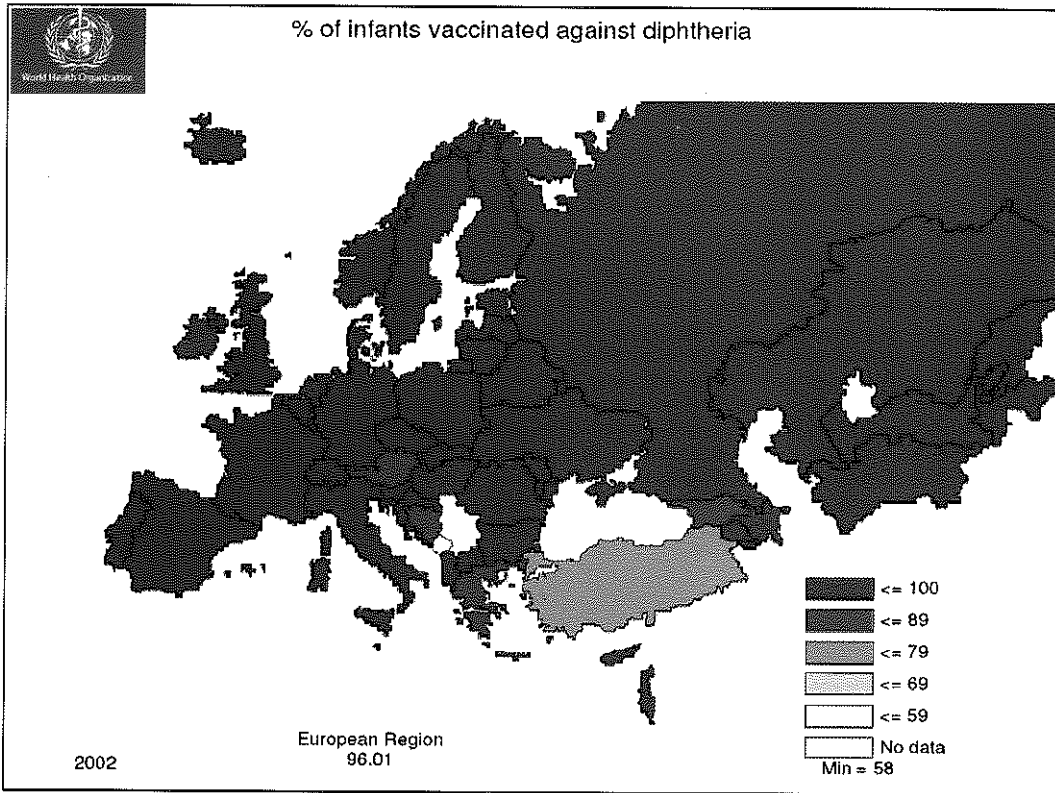 % of infants vaccinated against diphtheria
World Health Organization
<= 100
<= 89
<= 79
<= 69
<= 59
No data
Min = 58
European Region
96.01
2002